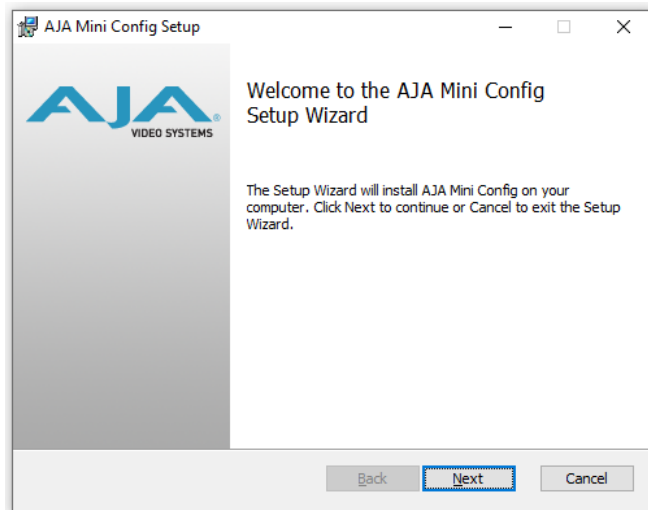 AJA Mini Config Setup
AJA®
VIDEO SYSTEMS
Welcome to the AJA Mini Config
Setup Wizard
The Setup Wizard will install AJA Mini Config on your
computer. Click Next to continue or Cancel to exit the Setup
Wizard.
Back
Next
Cancel